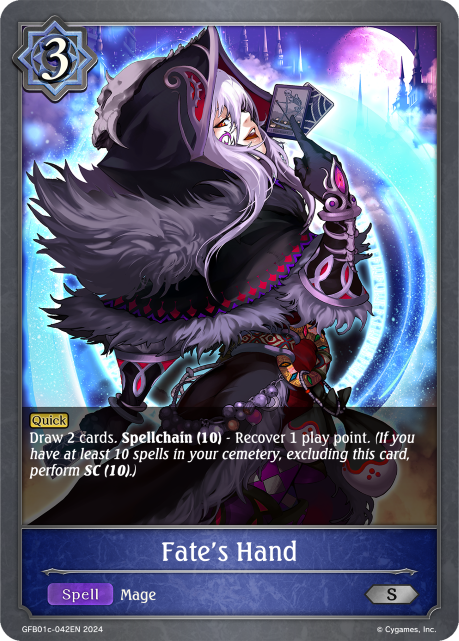 3
Quick
Draw 2 cards. Spellchain (10) - Recover 1 play point. (If you
have at least 10 spells in your cemetery, excluding this card,
perform SC (10).)
Fate's Hand
Spell Mage S
GFB01c-042EN 2024 © Cygames, Inc.